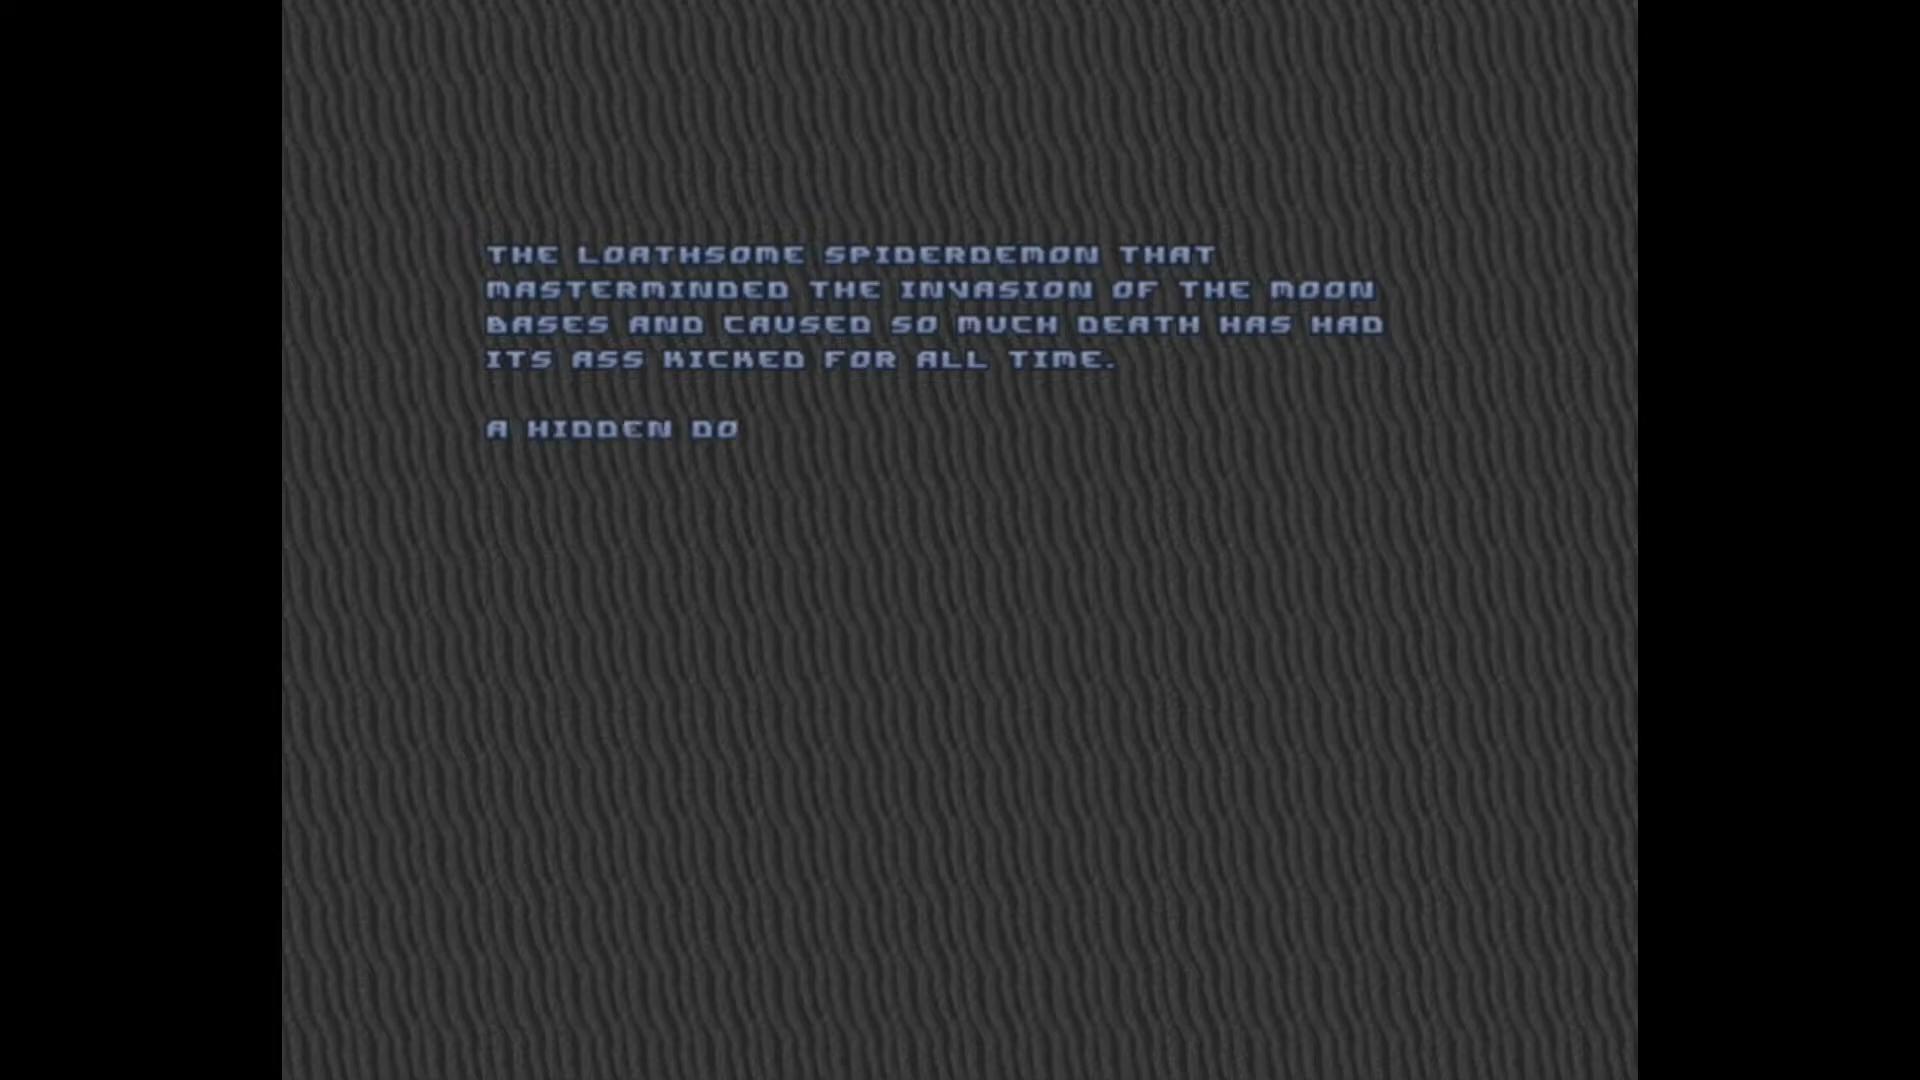 THE LOATHSOME SPIDERDEMON THAT
MASTERMINDED THE INVASION OF THE MOON
BASES AND CAUSED SO MUCH DEATH HAS HAD
ITS ASS KICKED FOR ALL TIME.
A HIDDEN DO